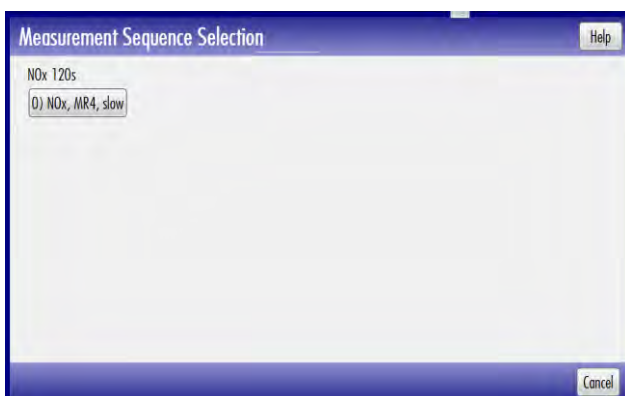 Measurement Sequence Selection
Help
NOx 120s
0) NOx, MR4, slow
Cancel